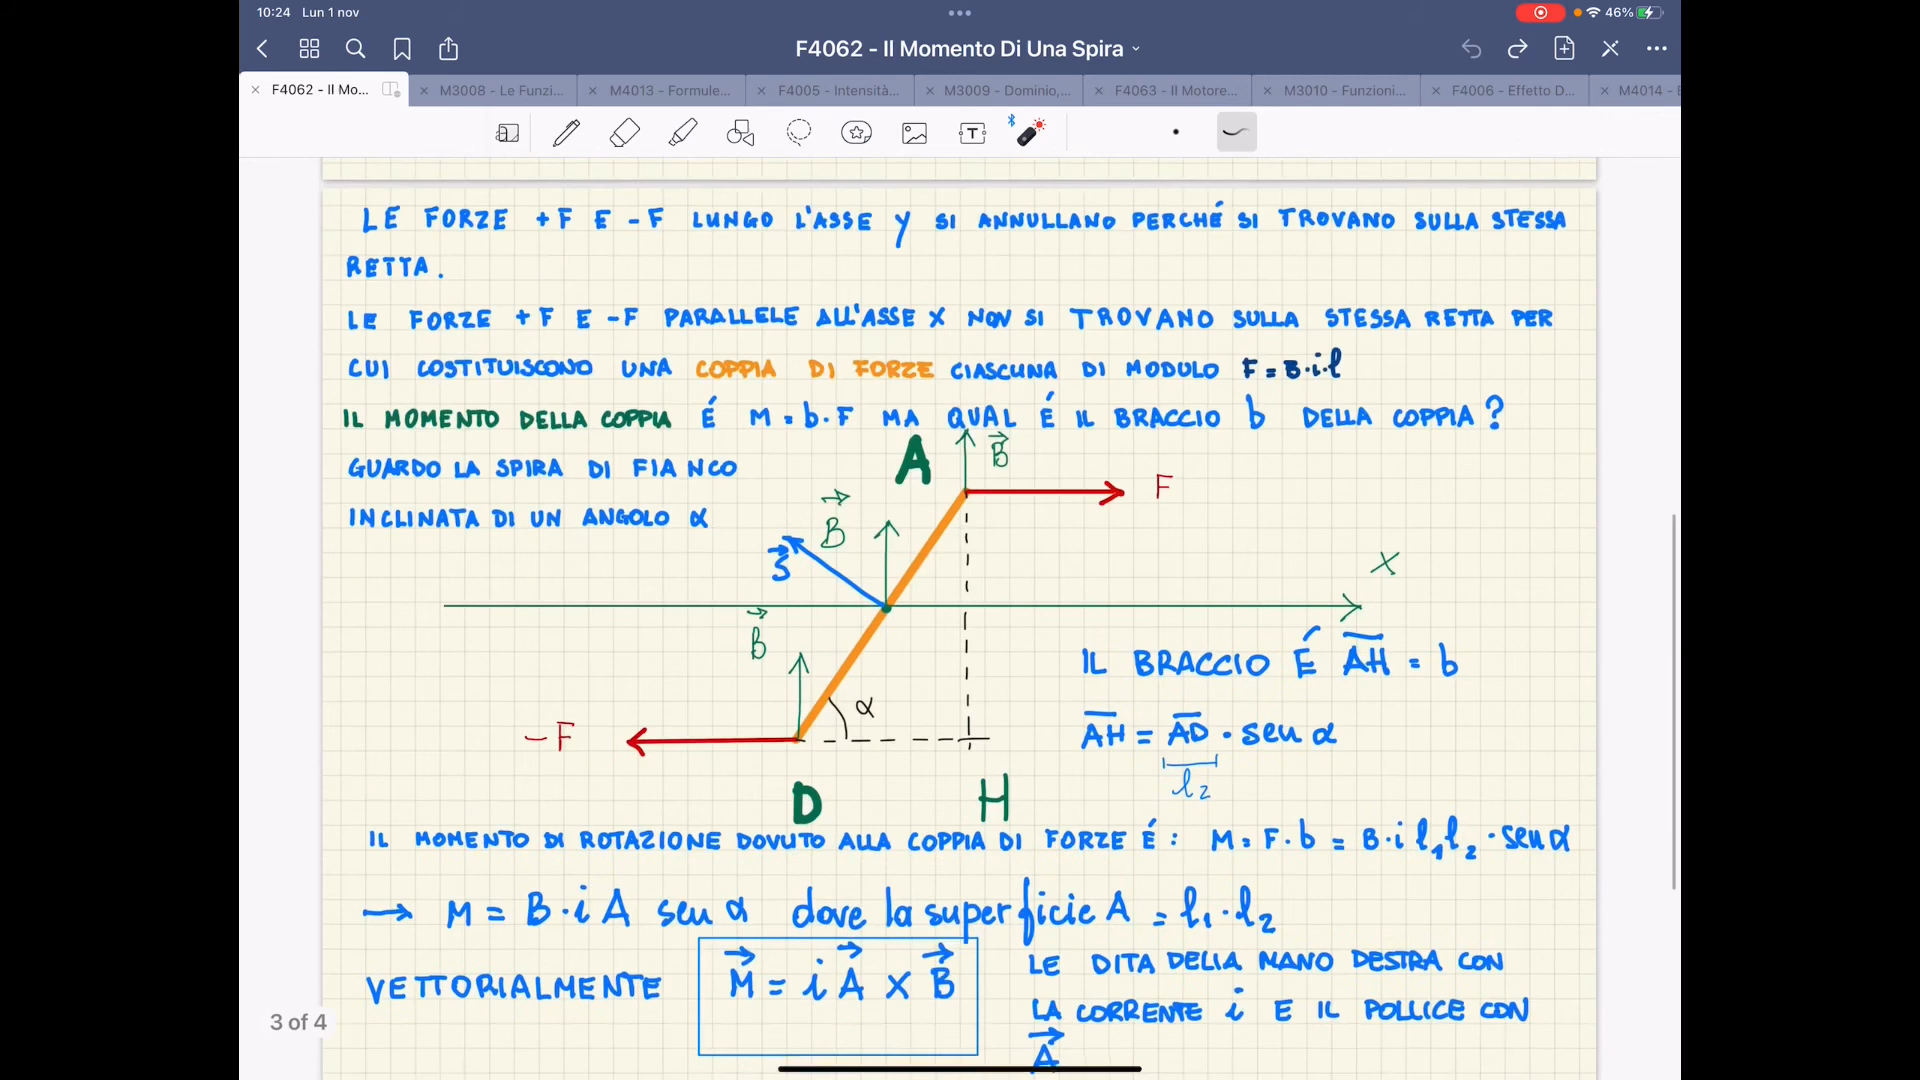 10:24 Lun 1 nov
46%
F4062 - Il Momento Di Una Spira
F4062 - Il Mo...
M3008 - Le Funzi...
M4013 - Formule...
F4005 - Intensità...
M3009 - Dominio,...
F4063 - Il Motore...
M3010 - Funzioni...
F4006 - Effetto D...
M4014 -
LE FORZE +F E -F LUNGO L'ASSE Y SI ANNULLANO PERCHÉ SI TROVANO SULLA STESSA
RETTA.
LE FORZE +F E -F PARALLELE ALL'ASSE X NON SI TROVANO SULLA STESSA RETTA PER
CUI COSTITUISCONO UNA COPPIA DI FORZE CIASCUNA DI MODULO F = B·i·l
IL MOMENTO DELLA COPPIA É M = b·F MA QUAL É IL BRACCIO b DELLA COPPIA?
GUARDO LA SPIRA DI FIANCO
INCLINATA DI UN ANGOLO α
A
B⃗
F
B⃗
S⃗
X
B⃗
IL BRACCIO É A̅H̅ = b
α
-F
A̅H̅ = A̅D̅ · sen α
l₂
D
H
IL MOMENTO DI ROTAZIONE DOVUTO ALLA COPPIA DI FORZE É: M = F·b = B·i l₁ l₂ · sen α
→ M = B·i A sen α dove la superficie A = l₁·l₂
VETTORIALMENTE M⃗ = i A⃗ X B⃗
LE DITA DELLA MANO DESTRA CON
LA CORRENTE i E IL POLLICE CON
A⃗
3 of 4